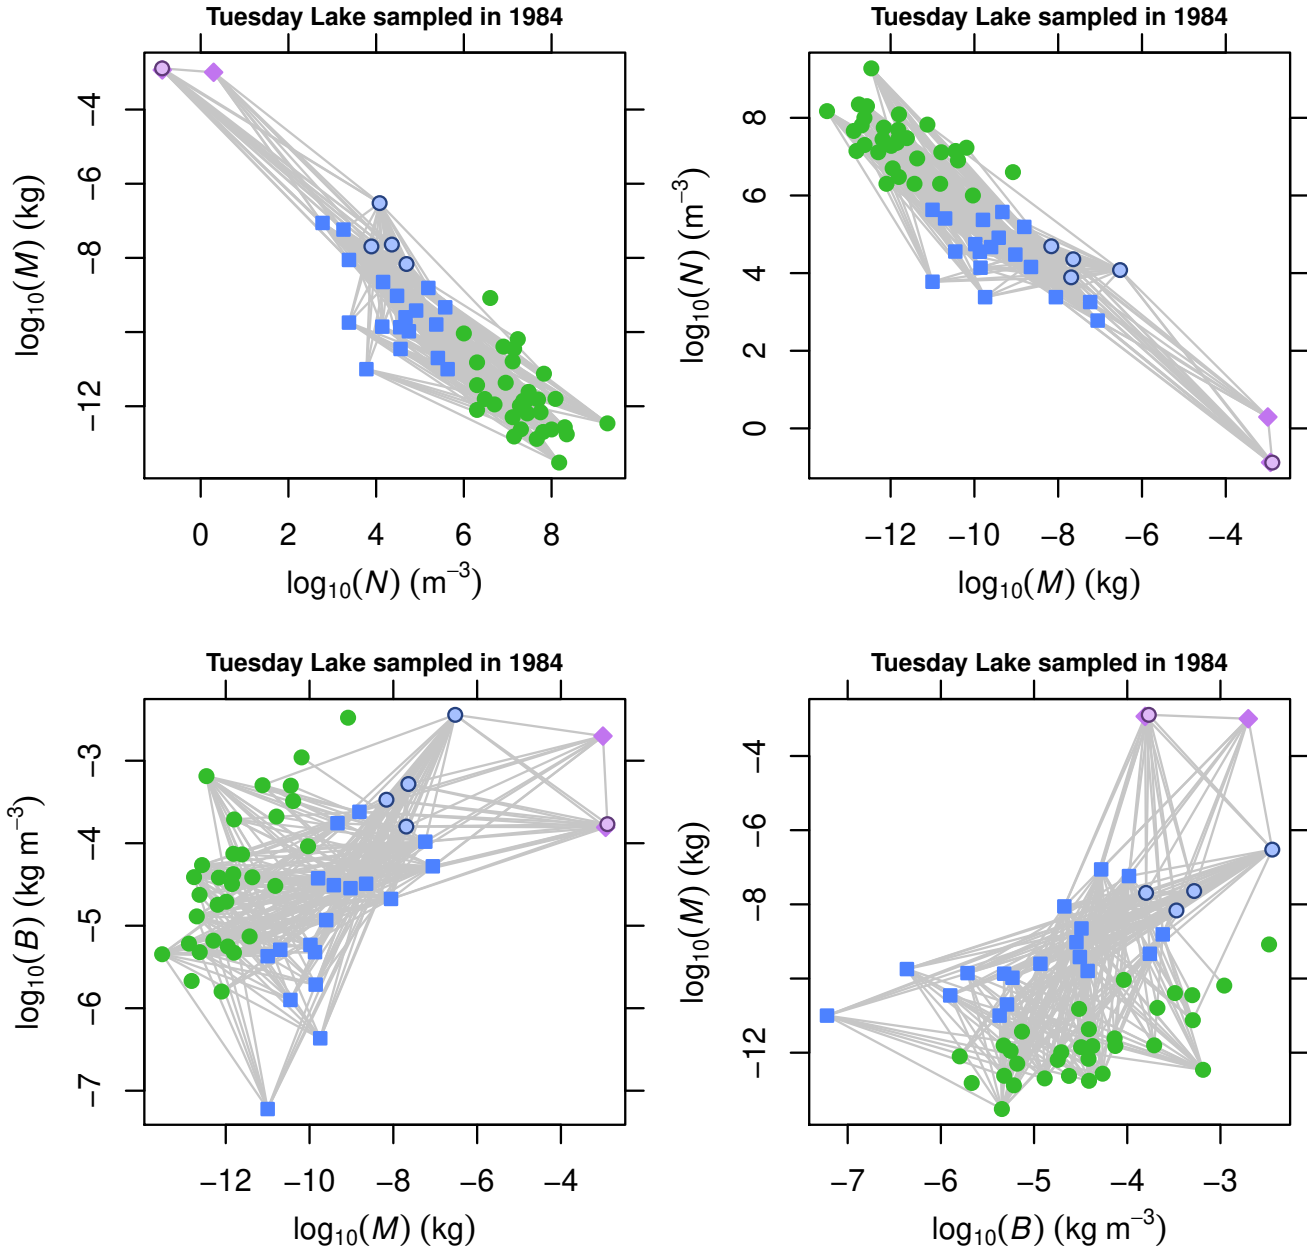 Tuesday Lake sampled in 1984
log₁₀(M) (kg)
−4
−6
−8
−12
0 2 4 6 8
log₁₀(N) (m⁻³)
Tuesday Lake sampled in 1984
log₁₀(N) (m⁻³)
8
6
4
2
0
−12 −10 −8 −6 −4
log₁₀(M) (kg)
Tuesday Lake sampled in 1984
log₁₀(B) (kg m⁻³)
−3
−4
−5
−6
−7
−12 −10 −8 −6 −4
log₁₀(M) (kg)
Tuesday Lake sampled in 1984
log₁₀(M) (kg)
−4
−6
−8
−12
−7 −6 −5 −4 −3
log₁₀(B) (kg m⁻³)